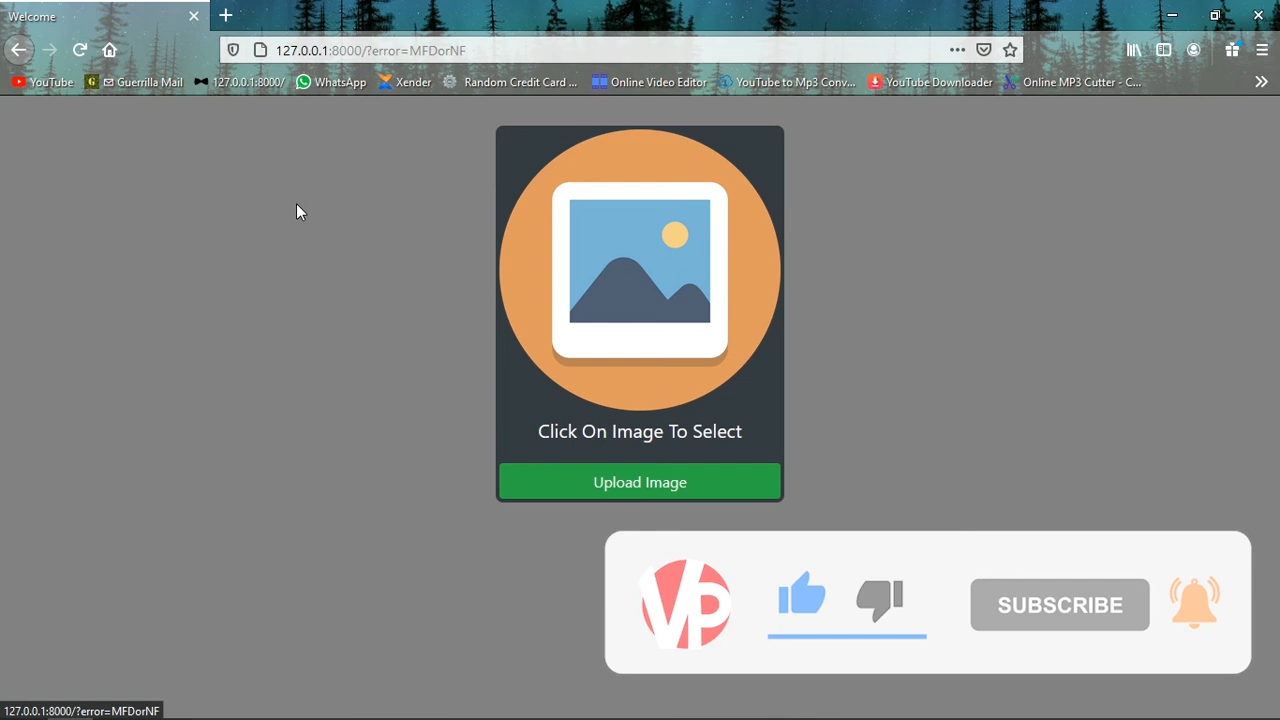 Welcome
127.0.0.1:8000/?error=MFDorNF
YouTube
G Guerrilla Mail
127.0.0.1:8000/
WhatsApp
Xender
Random Credit Card ...
Online Video Editor
YouTube to Mp3 Conv...
YouTube Downloader
Online MP3 Cutter - C...
Click On Image To Select
Upload Image
VP
SUBSCRIBE
127.0.0.1:8000/?error=MFDorNF